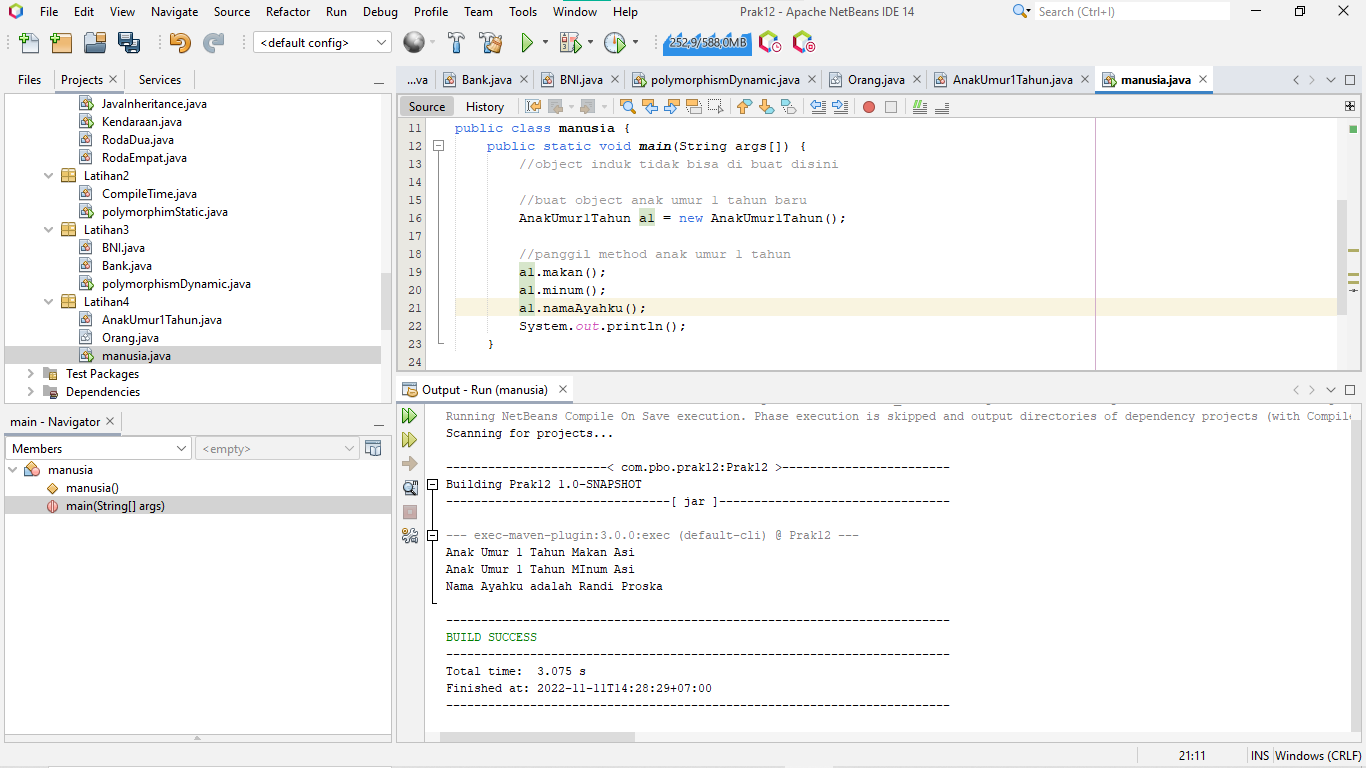 File Edit View Navigate Source Refactor Run Debug Profile Team Tools Window Help
Prak12 - Apache NetBeans IDE 14
Search (Ctrl+I)
<default config>
252,9/588,0MB
Files Projects Services
JavaInheritance.java
Kendaraan.java
RodaDua.java
RodaEmpat.java
Latihan2
CompileTime.java
polymorphimStatic.java
Latihan3
BNI.java
Bank.java
polymorphismDynamic.java
Latihan4
AnakUmur1Tahun.java
Orang.java
manusia.java
Test Packages
Dependencies
main - Navigator
Members
<empty>
manusia
manusia()
main(String[] args)
...va Bank.java BNI.java polymorphismDynamic.java Orang.java AnakUmur1Tahun.java manusia.java
Source History
11 public class manusia {
12 public static void main(String args[]) {
13 //object induk tidak bisa di buat disini
14
15 //buat object anak umur 1 tahun baru
16 AnakUmur1Tahun a1 = new AnakUmur1Tahun();
17
18 //panggil method anak umur 1 tahun
19 a1.makan();
20 a1.minum();
21 a1.namaAyahku();
22 System.out.println();
23 }
24
Output - Run (manusia)
Running NetBeans Compile On Save execution. Phase execution is skipped and output directories of dependency projects (with Compile
Scanning for projects...
-----------------------< com.pbo.prak12:Prak12 >------------------------
Building Prak12 1.0-SNAPSHOT
--------------------------------[ jar ]---------------------------------
--- exec-maven-plugin:3.0.0:exec (default-cli) @ Prak12 ---
Anak Umur 1 Tahun Makan Asi
Anak Umur 1 Tahun MInum Asi
Nama Ayahku adalah Randi Proska
------------------------------------------------------------------------
BUILD SUCCESS
------------------------------------------------------------------------
Total time:  3.075 s
Finished at: 2022-11-11T14:28:29+07:00
------------------------------------------------------------------------
21:11 INS Windows (CRLF)